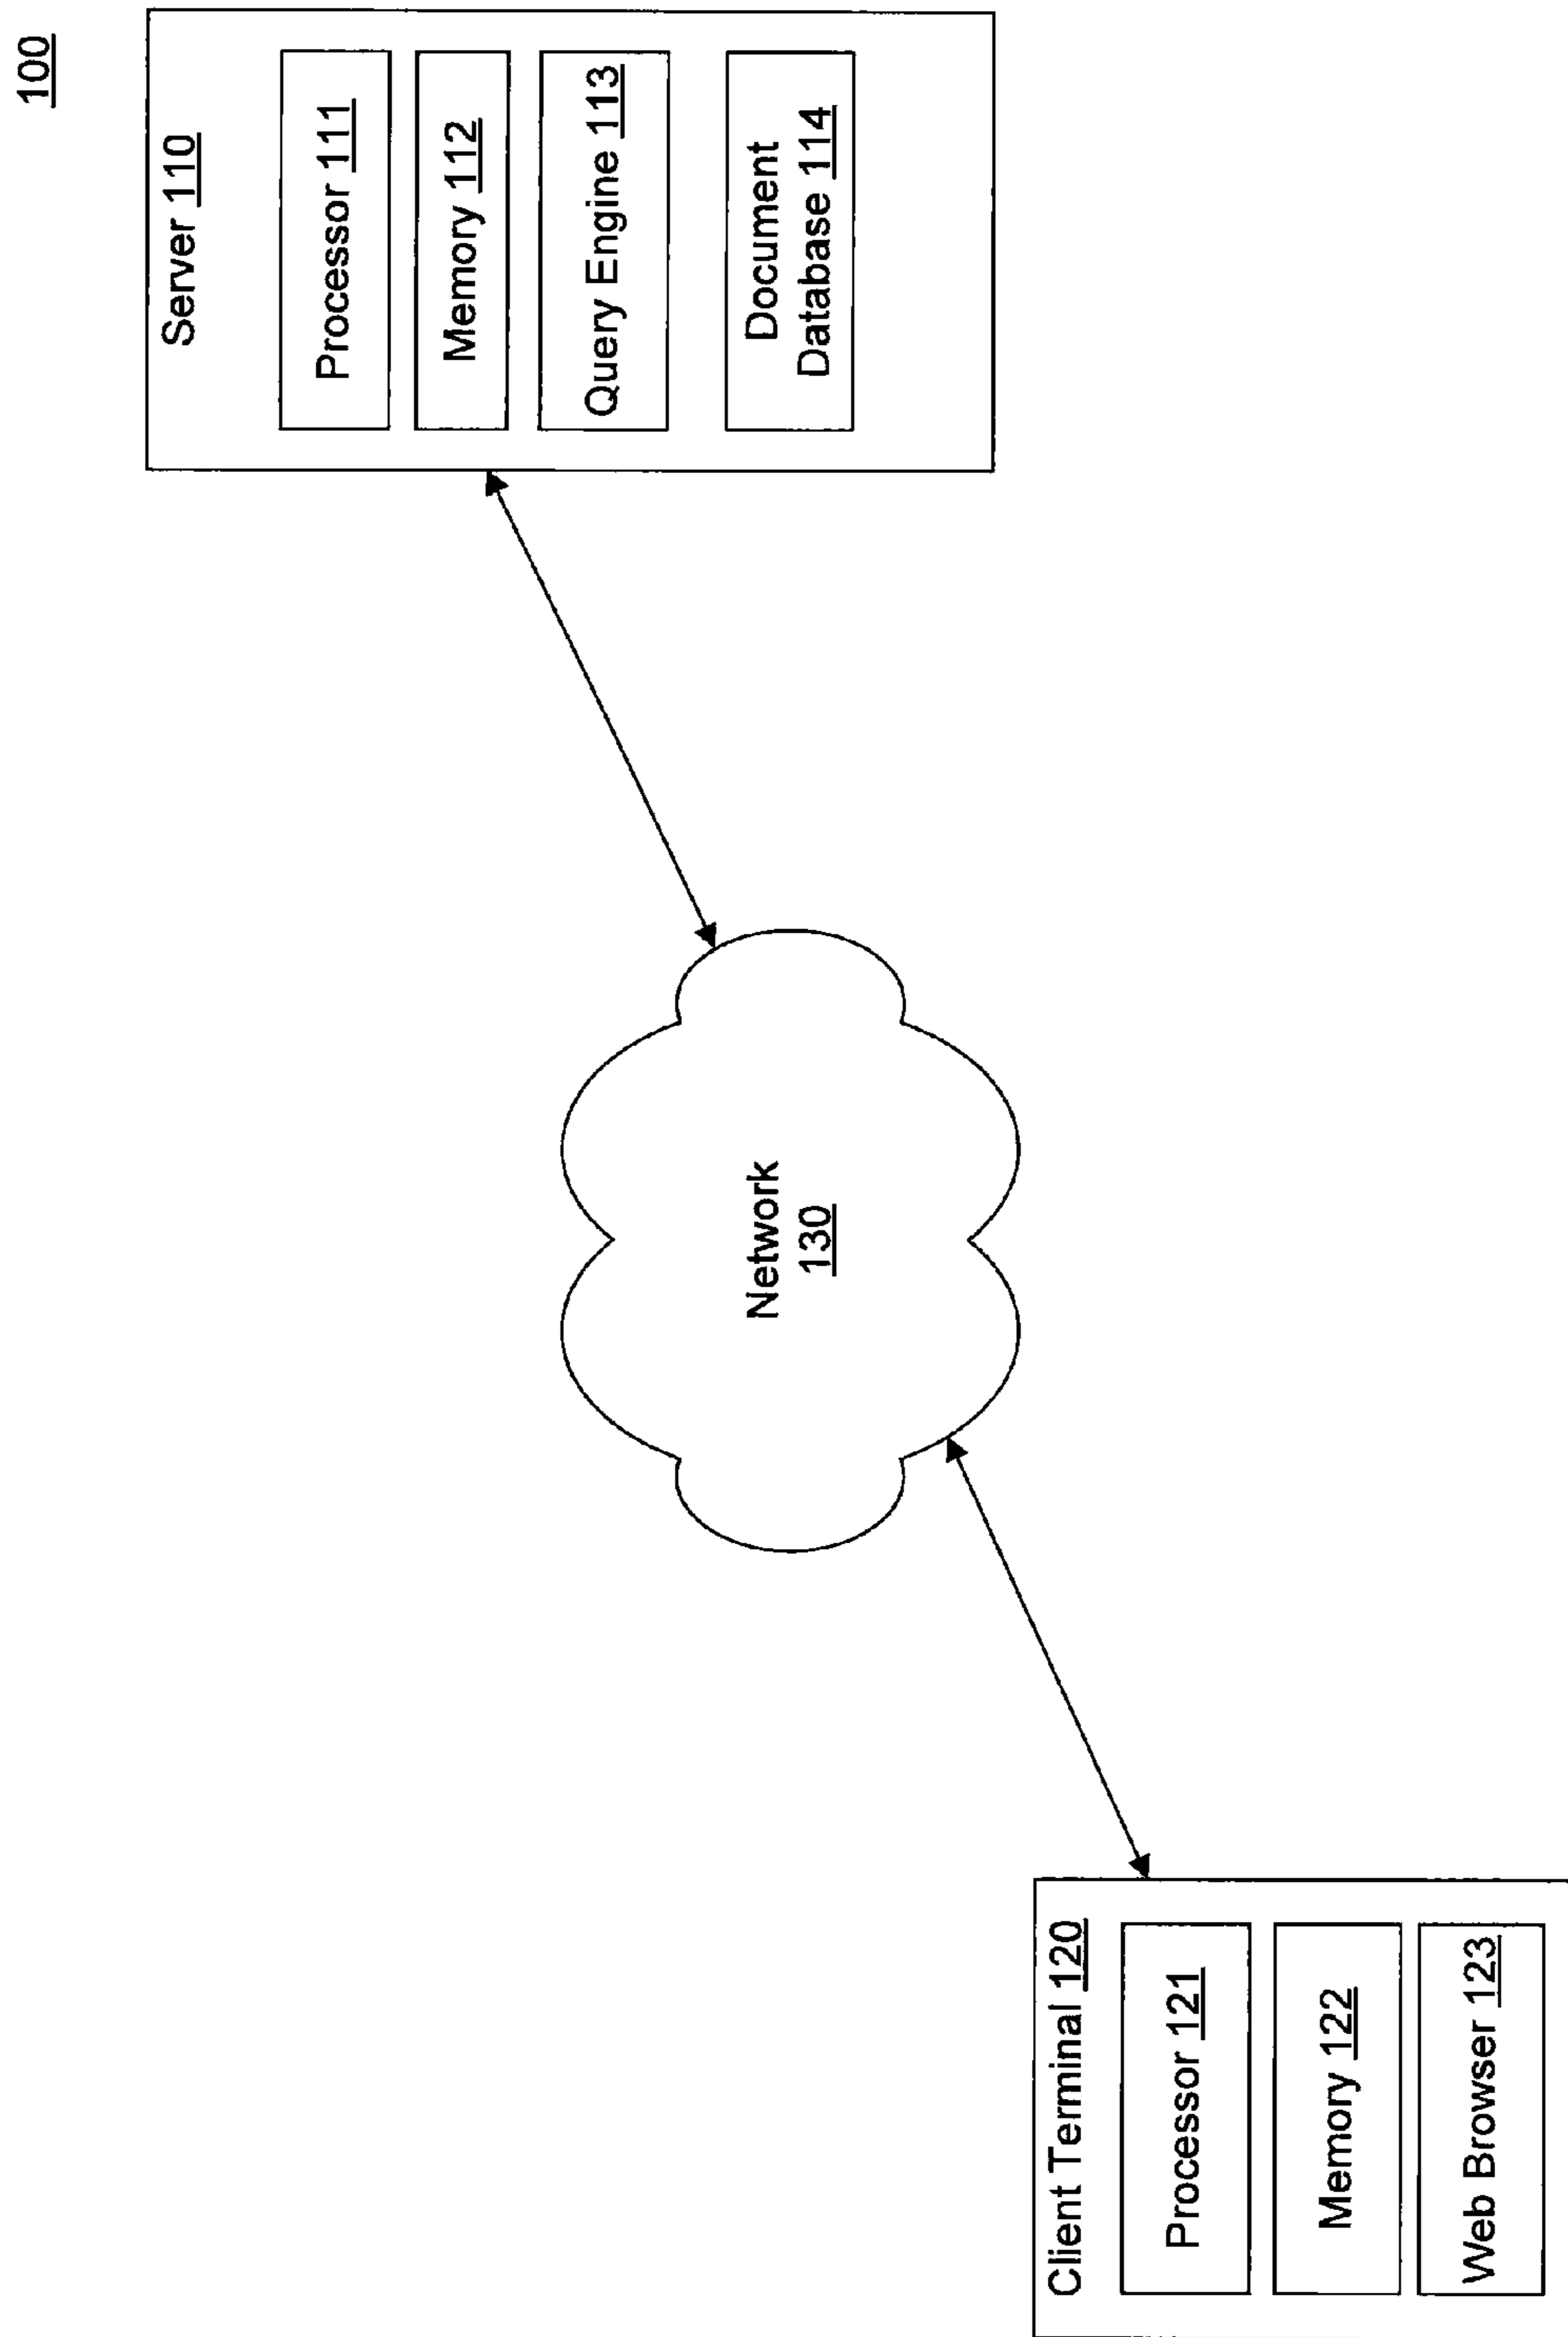 100
Server 110
Processor 111
Memory 112
Query Engine 113
Document
Database 114
Network
130
Client Terminal 120
Processor 121
Memory 122
Web Browser 123